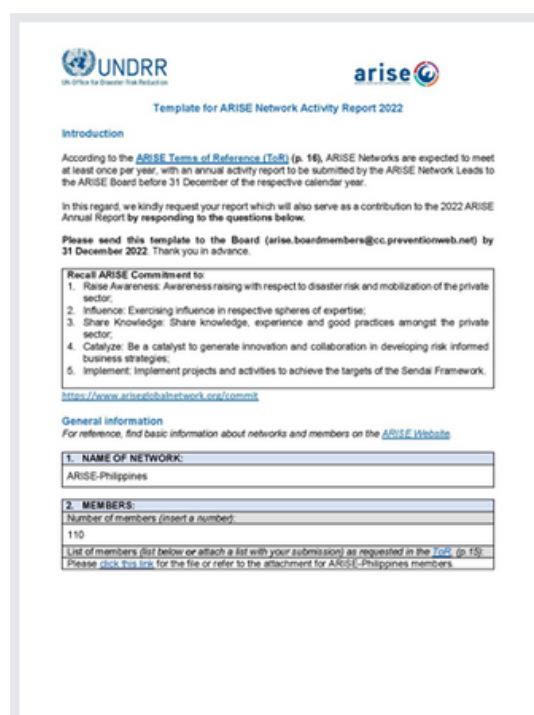 UNDRR
UN Office for Disaster Risk Reduction
arise
Template for ARISE Network Activity Report 2022
Introduction
According to the ARISE Terms of Reference (ToR) (p. 16), ARISE Networks are expected to meet
at least once per year, with an annual activity report to be submitted by the ARISE Network Leads to
the ARISE Board before 31 December of the respective calendar year.
In this regard, we kindly request your report which will also serve as a contribution to the 2022 ARISE
Annual Report by responding to the questions below.
Please send this template to the Board (arise.boardmembers@cc.preventionweb.net) by
31 December 2022. Thank you in advance.
Recall ARISE Commitment to:
1. Raise Awareness: Awareness raising with respect to disaster risk and mobilization of the private
sector;
2. Influence: Exercising influence in respective spheres of expertise;
3. Share Knowledge: Share knowledge, experience and good practices amongst the private
sector;
4. Catalyze: Be a catalyst to generate innovation and collaboration in developing risk informed
business strategies;
5. Implement: Implement projects and activities to achieve the targets of the Sendai Framework.
https://www.ariseglobalnetwork.org/commit
General information
For reference, find basic information about networks and members on the ARISE Website.
1. NAME OF NETWORK:
ARISE-Philippines
2. MEMBERS:
Number of members (insert a number):
110
List of members (list below or attach a list with your submission) as requested in the ToR, (p.15):
Please click this link for the file or refer to the attachment for ARISE-Philippines members.